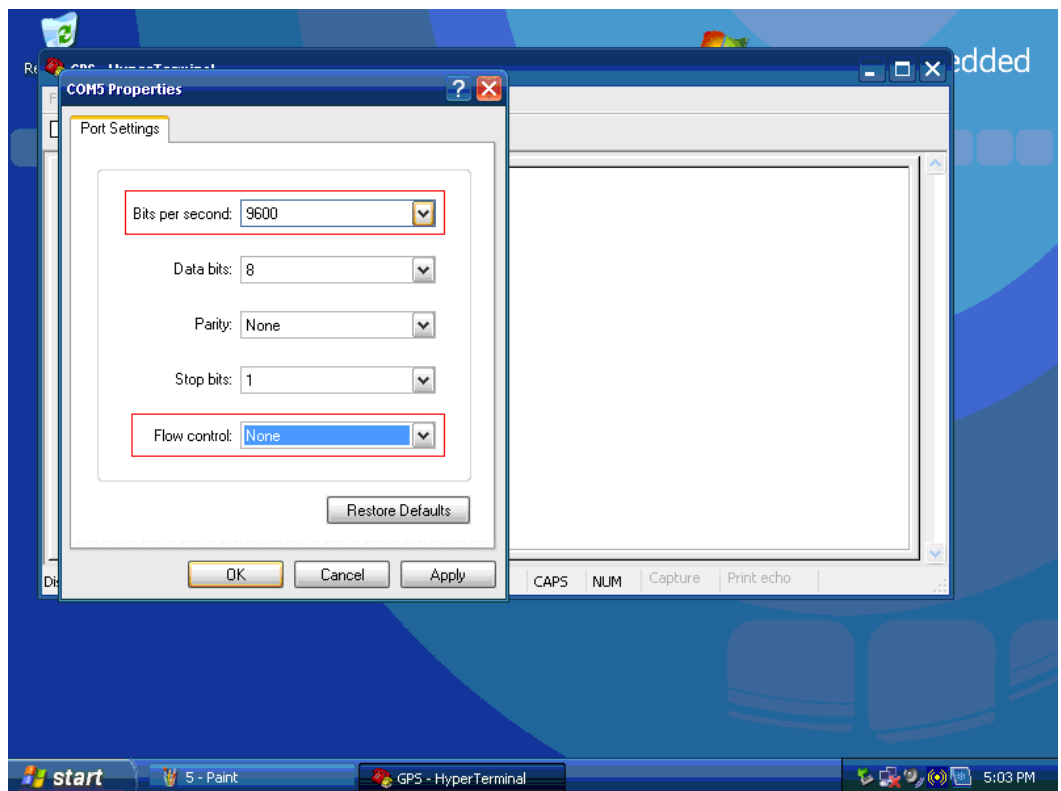 edded
GPS - HyperTerminal
COM5 Properties
Port Settings
Bits per second: 9600
Data bits: 8
Parity: None
Stop bits: 1
Flow control: None
Restore Defaults
OK Cancel Apply
CAPS NUM Capture Print echo
start 5 - Paint GPS - HyperTerminal 5:03 PM